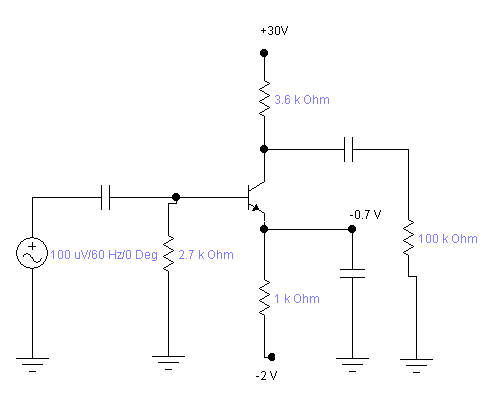 +30V
3.6 k Ohm
-0.7 V
100 uV/60 Hz/0 Deg
2.7 k Ohm
100 k Ohm
1 k Ohm
-2 V